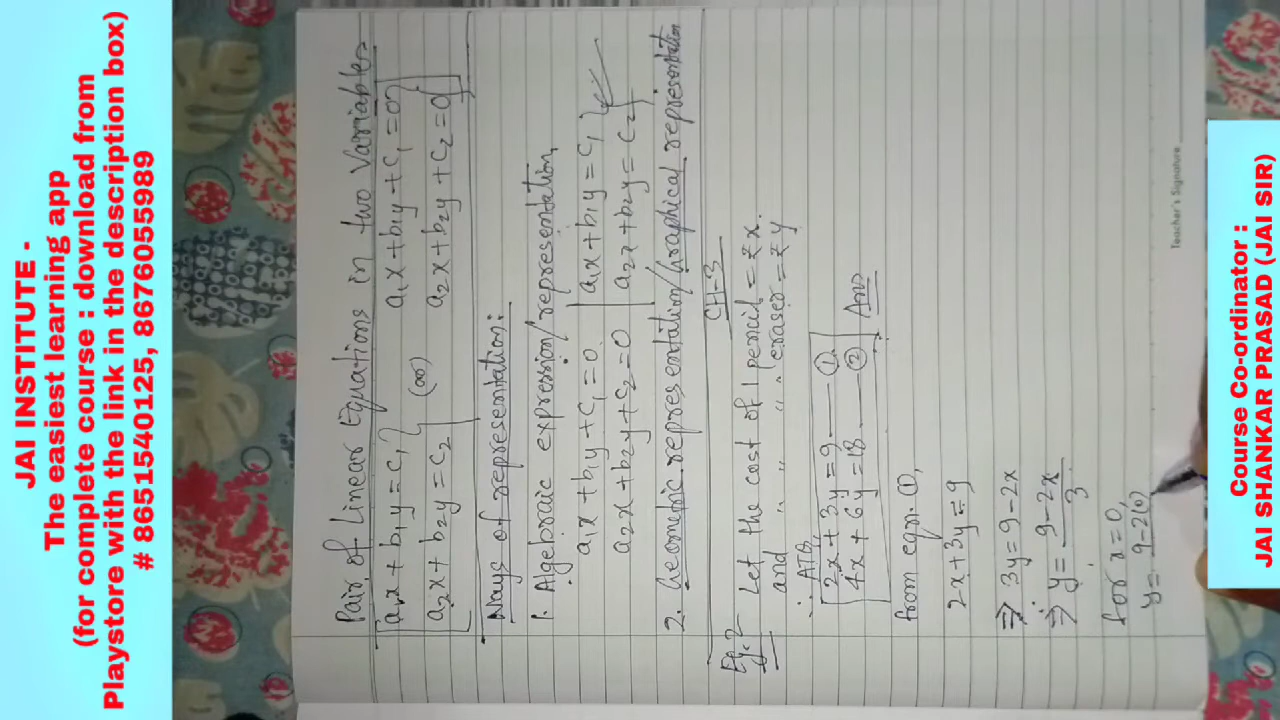 JAI INSTITUTE -
The easiest learning app
(for complete course : download from
Playstore with the link in the description box)
# 8651540125, 8676055989
Pair of Linear Equations in two Variables
a₁x + b₁y = c₁ } a₁x + b₁y + c₁ = 0
(or)
a₂x + b₂y = c₂ a₂x + b₂y + c₂ = 0
Ways of representation:
1. Algebraic expression/representation,
a₁x + b₁y + c₁ = 0 | a₁x + b₁y = c₁ }
a₂x + b₂y + c₂ = 0 | a₂x + b₂y = c₂
2. Geometric representation/Graphical representation
CH-3
Eg.2 Let the cost of 1 pencil = ₹ x.
and " " " eraser = ₹ y
∴ ATQ,
2x + 3y = 9 ——— ①
4x + 6y = 18 ——— ② Ans
from eqn. ①,
2x + 3y = 9
⇒ 3y = 9 - 2x
⇒ y = (9 - 2x)/3
for x = 0,
y = 9 - 2(0)
Teacher's Signature
Course Co-ordinator :
JAI SHANKAR PRASAD (JAI SIR)